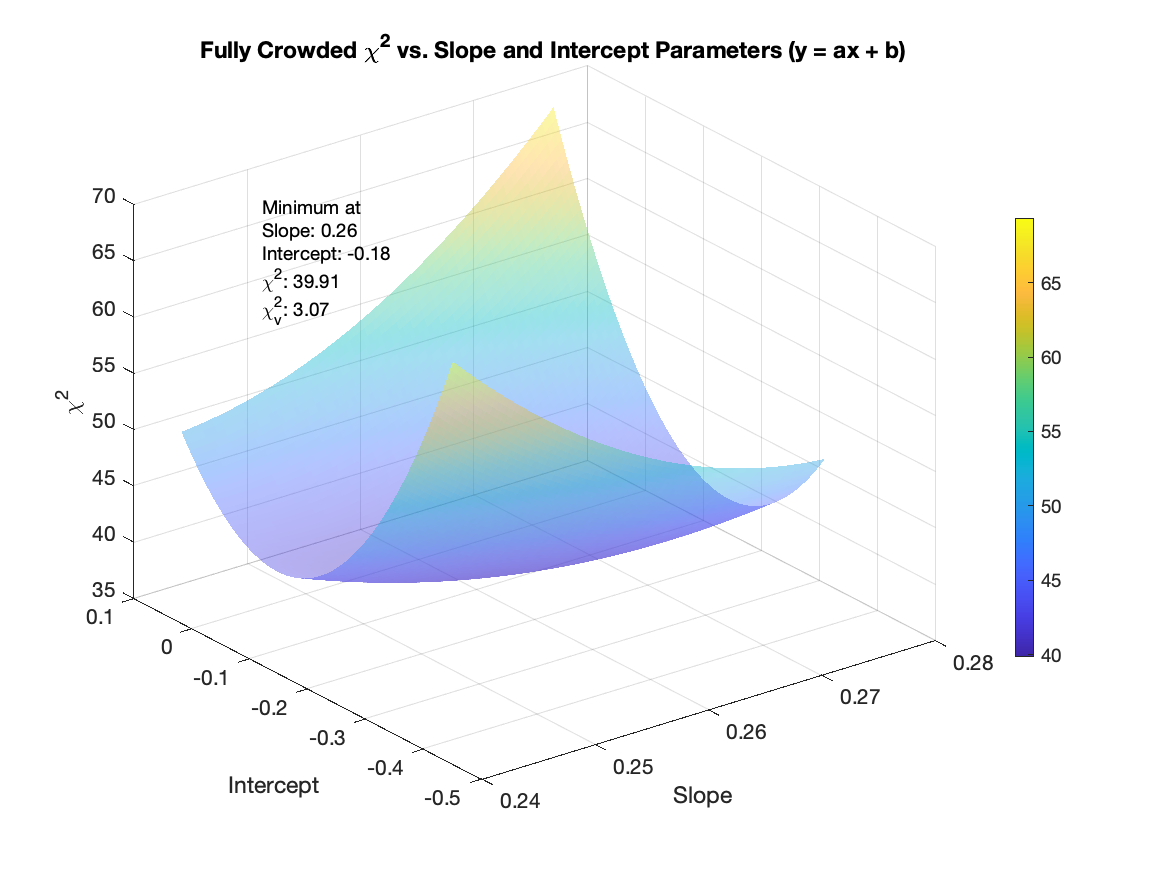 Fully Crowded χ² vs. Slope and Intercept Parameters (y = ax + b)
Minimum at
Slope: 0.26
Intercept: -0.18
χ²: 39.91
χ²ᵥ: 3.07
70
65
60
55
50
45
40
35
χ²
0.1
0
-0.1
-0.2
-0.3
-0.4
-0.5
Intercept
0.24
0.25
0.26
0.27
0.28
Slope
65
60
55
50
45
40